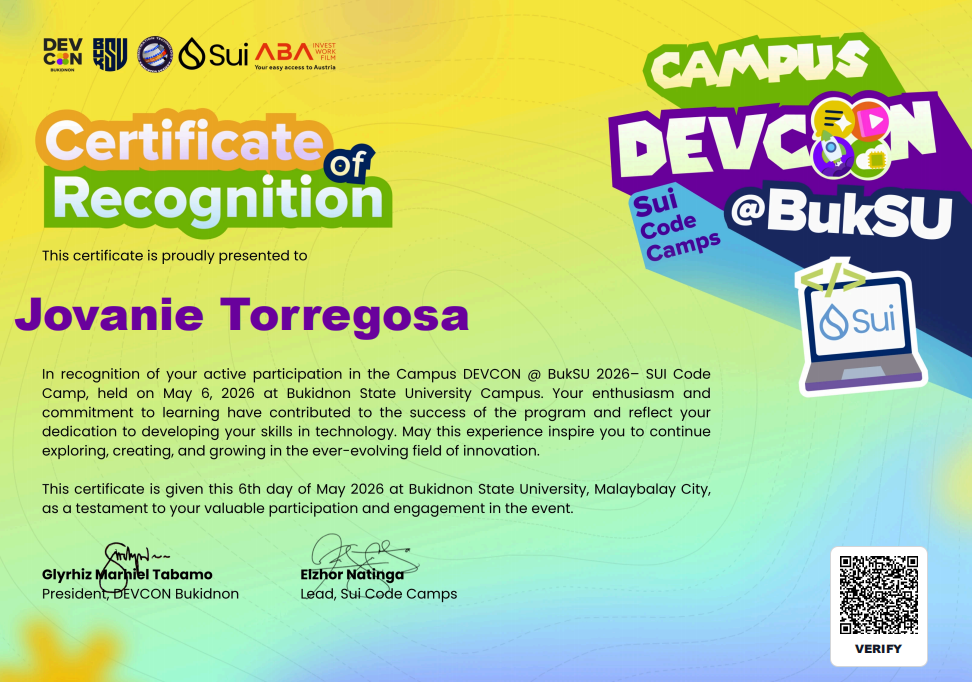 DEV
CON
BUKIDNON
BUKSU
Sui
ABA
INVEST
WORK
FILM
Your easy access to Austria
CAMPUS
DEVCON
@BukSU
Sui
Code
Camps
</>
Sui
Certificate
of
Recognition
This certificate is proudly presented to
Jovanie Torregosa
In recognition of your active participation in the Campus DEVCON @ BukSU 2026– SUI Code
Camp, held on May 6, 2026 at Bukidnon State University Campus. Your enthusiasm and
commitment to learning have contributed to the success of the program and reflect your
dedication to developing your skills in technology. May this experience inspire you to continue
exploring, creating, and growing in the ever-evolving field of innovation.
This certificate is given this 6th day of May 2026 at Bukidnon State University, Malaybalay City,
as a testament to your valuable participation and engagement in the event.
Glyrhiz Marhiel Tabamo
President, DEVCON Bukidnon
Elzhor Natinga
Lead, Sui Code Camps
VERIFY